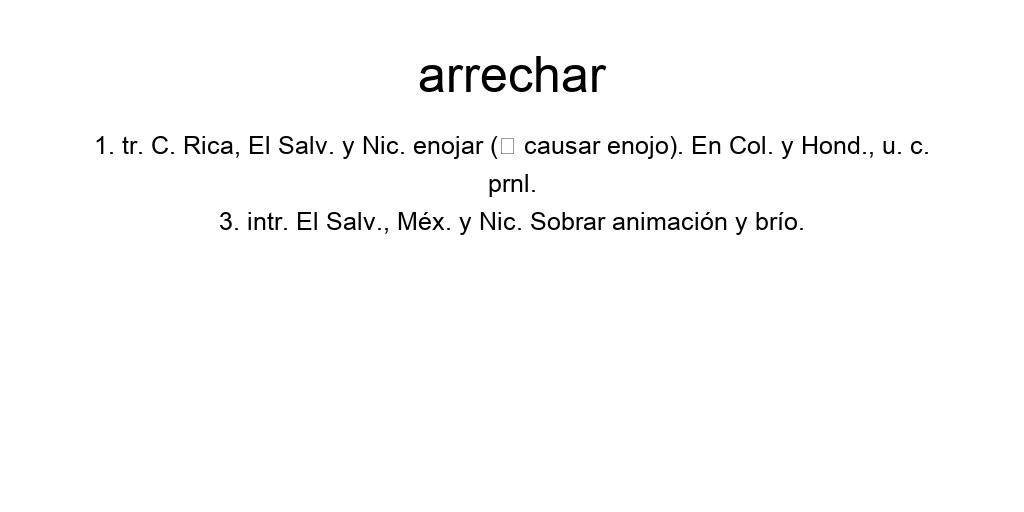 arrechar
1. tr. C. Rica, El Salv. y Nic. enojar (▯ causar enojo). En Col. y Hond., u. c.
prnl.
3. intr. El Salv., Méx. y Nic. Sobrar animación y brío.